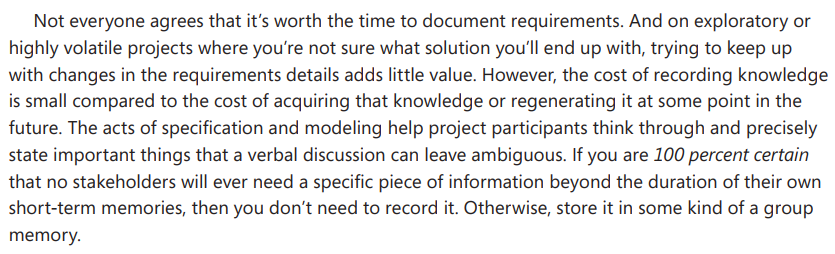 Not everyone agrees that it’s worth the time to document requirements. And on exploratory or
highly volatile projects where you’re not sure what solution you’ll end up with, trying to keep up
with changes in the requirements details adds little value. However, the cost of recording knowledge
is small compared to the cost of acquiring that knowledge or regenerating it at some point in the
future. The acts of specification and modeling help project participants think through and precisely
state important things that a verbal discussion can leave ambiguous. If you are 100 percent certain
that no stakeholders will ever need a specific piece of information beyond the duration of their own
short-term memories, then you don’t need to record it. Otherwise, store it in some kind of a group
memory.